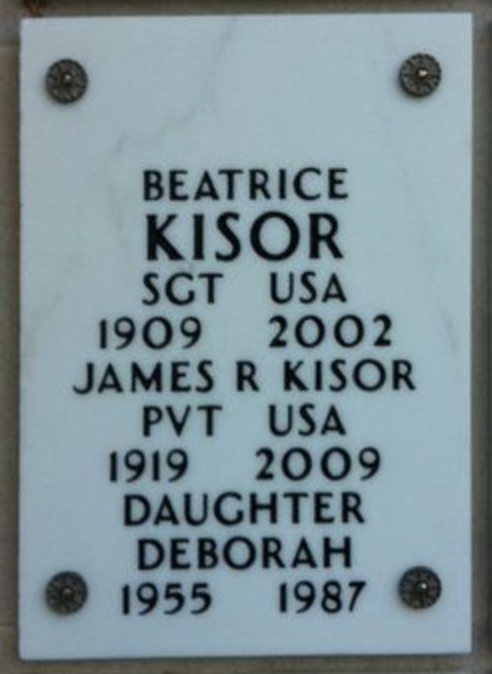 BEATRICE
KISOR
SGT USA
1909 2002
JAMES R KISOR
PVT USA
1919 2009
DAUGHTER
DEBORAH
1955 1987